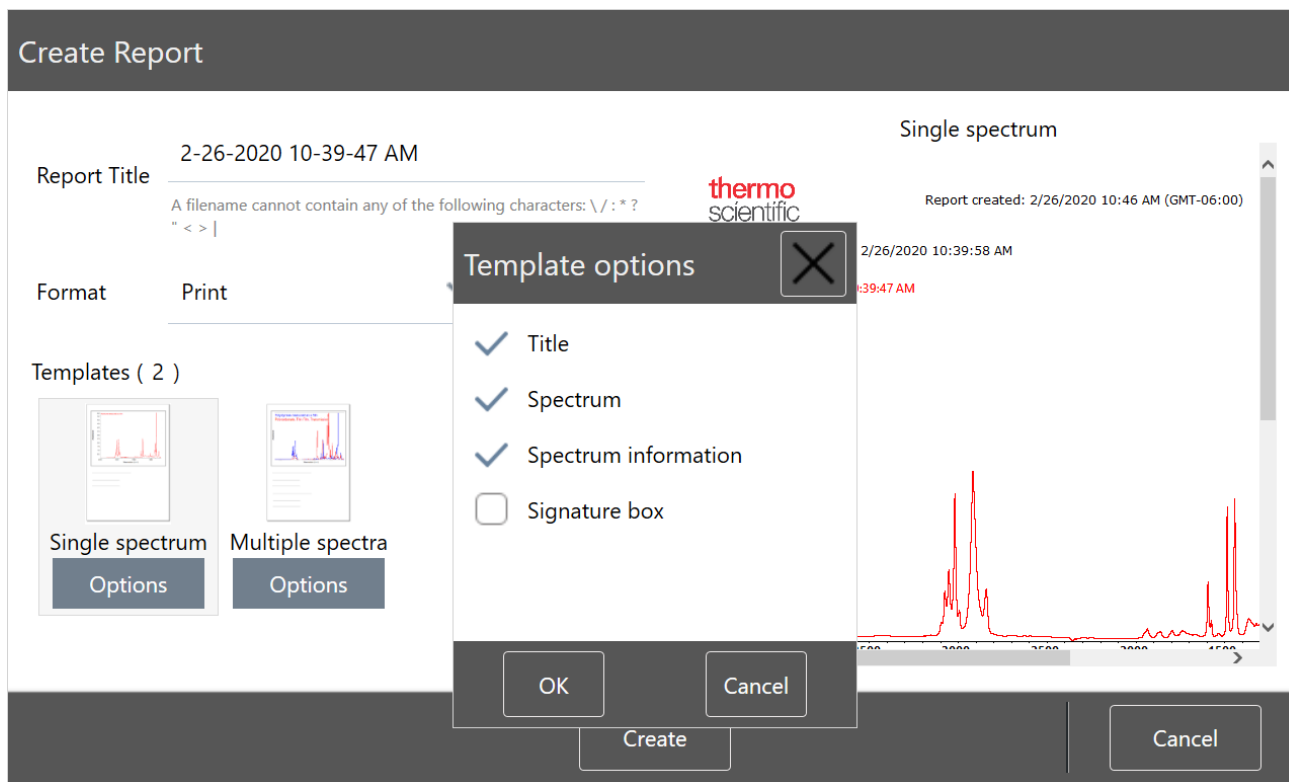 Create Report
Report Title
2-26-2020 10-39-47 AM
A filename cannot contain any of the following characters: \ / : * ?
" < > |
Format
Print
Templates ( 2 )
Single spectrum
Options
Multiple spectra
Options
Single spectrum
thermo
scientific
Report created: 2/26/2020 10:46 AM (GMT-06:00)
2/26/2020 10:39:58 AM
:39:47 AM
Template options
Title
Spectrum
Spectrum information
Signature box
OK
Cancel
Create
Cancel